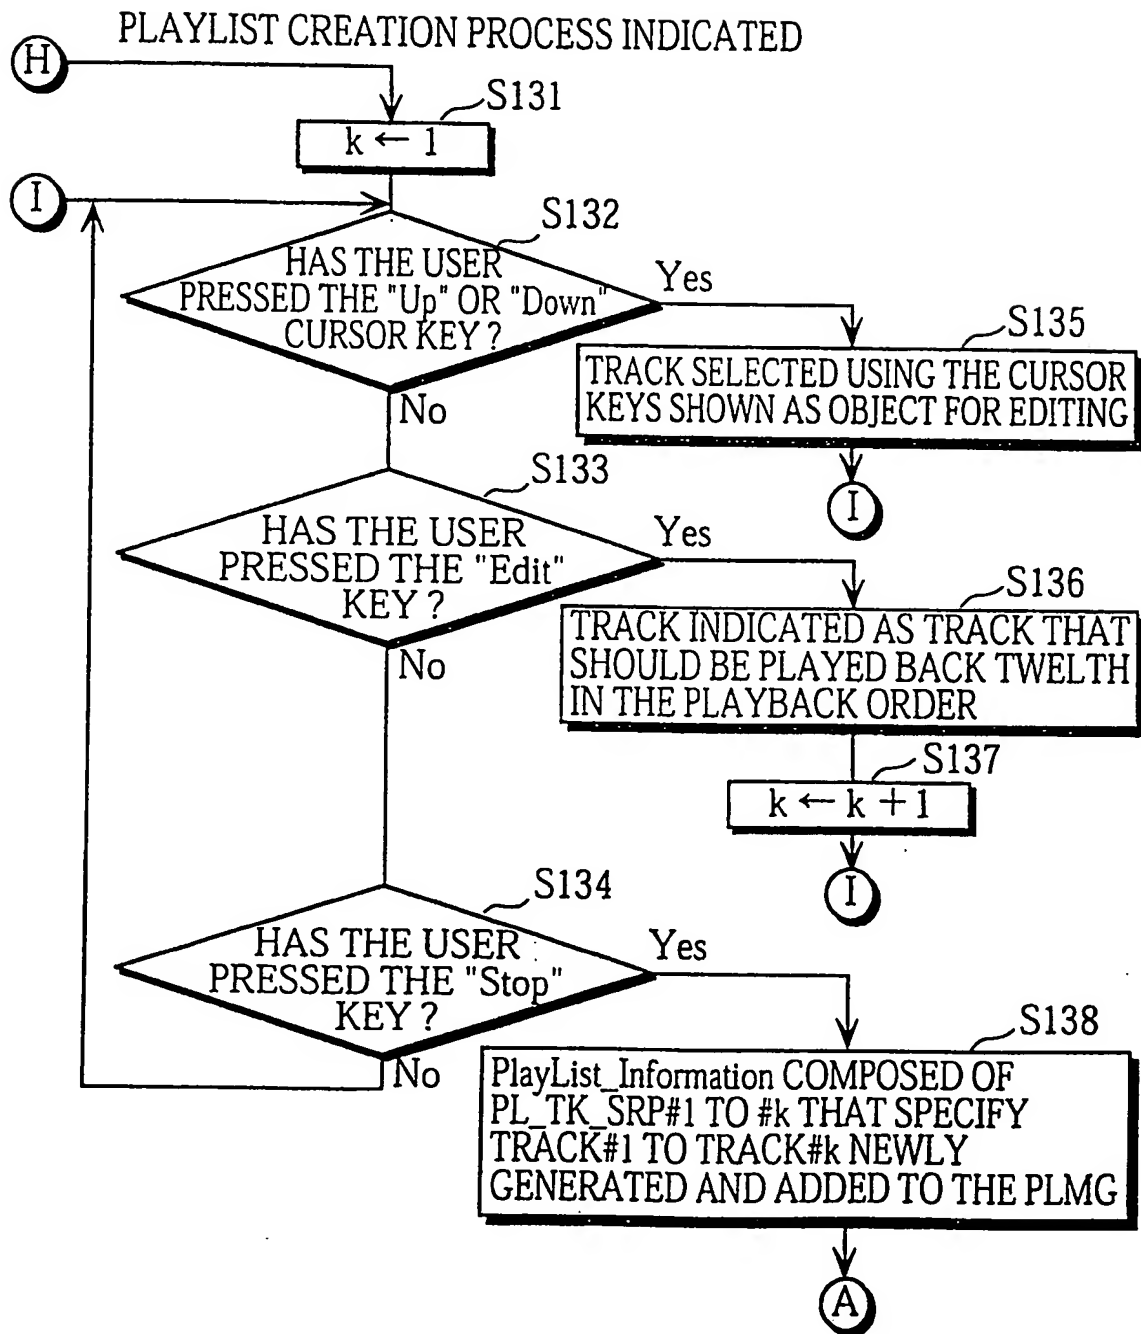 PLAYLIST CREATION PROCESS INDICATED
H
S131
k ← 1
I
S132
HAS THE USER
PRESSED THE "Up" OR "Down"
CURSOR KEY ?
Yes
No
S135
TRACK SELECTED USING THE CURSOR
KEYS SHOWN AS OBJECT FOR EDITING
I
S133
HAS THE USER
PRESSED THE "Edit"
KEY ?
Yes
No
S136
TRACK INDICATED AS TRACK THAT
SHOULD BE PLAYED BACK TWELTH
IN THE PLAYBACK ORDER
S137
k ← k + 1
I
S134
HAS THE USER
PRESSED THE "Stop"
KEY ?
Yes
No
S138
PlayList_Information COMPOSED OF
PL_TK_SRP#1 TO #k THAT SPECIFY
TRACK#1 TO TRACK#k NEWLY
GENERATED AND ADDED TO THE PLMG
A